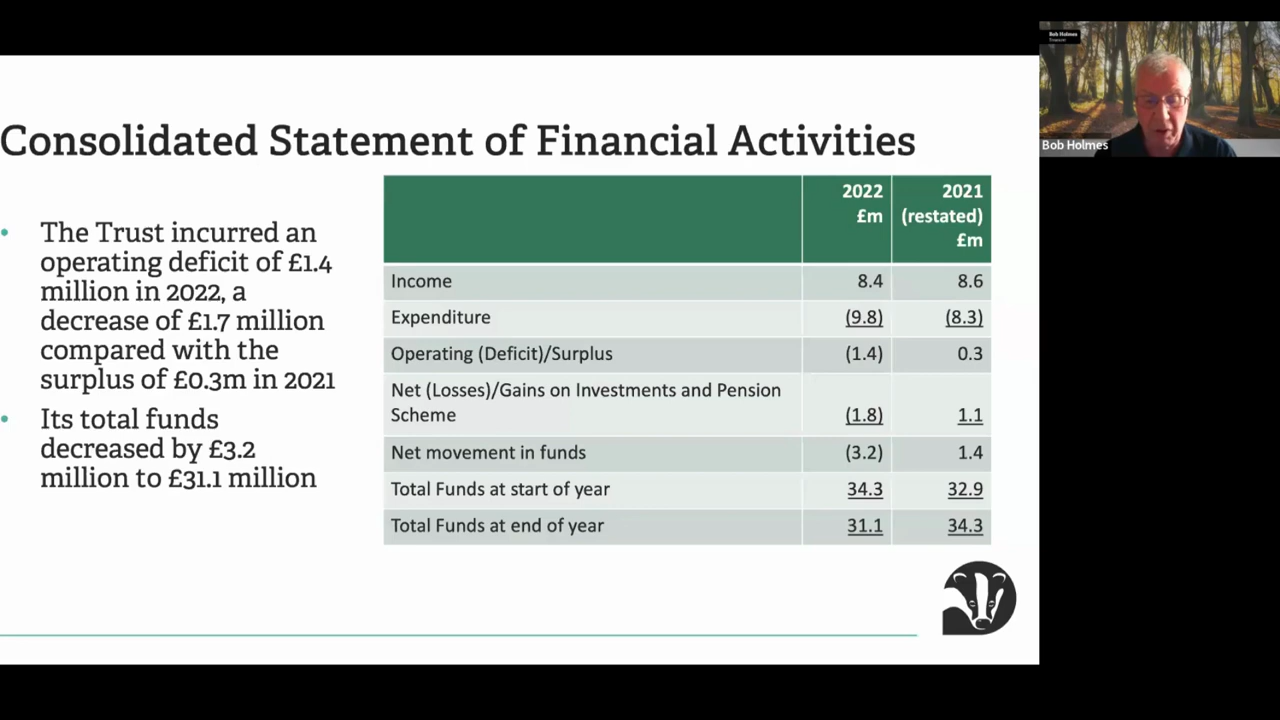 Consolidated Statement of Financial Activities
• The Trust incurred an
operating deficit of £1.4
million in 2022, a
decrease of £1.7 million
compared with the
surplus of £0.3m in 2021
• Its total funds
decreased by £3.2
million to £31.1 million
2022 £m 2021 (restated) £m
Income 8.4 8.6
Expenditure (9.8) (8.3)
Operating (Deficit)/Surplus (1.4) 0.3
Net (Losses)/Gains on Investments and Pension
Scheme (1.8) 1.1
Net movement in funds (3.2) 1.4
Total Funds at start of year 34.3 32.9
Total Funds at end of year 31.1 34.3
Bob Holmes
Treasurer
Bob Holmes